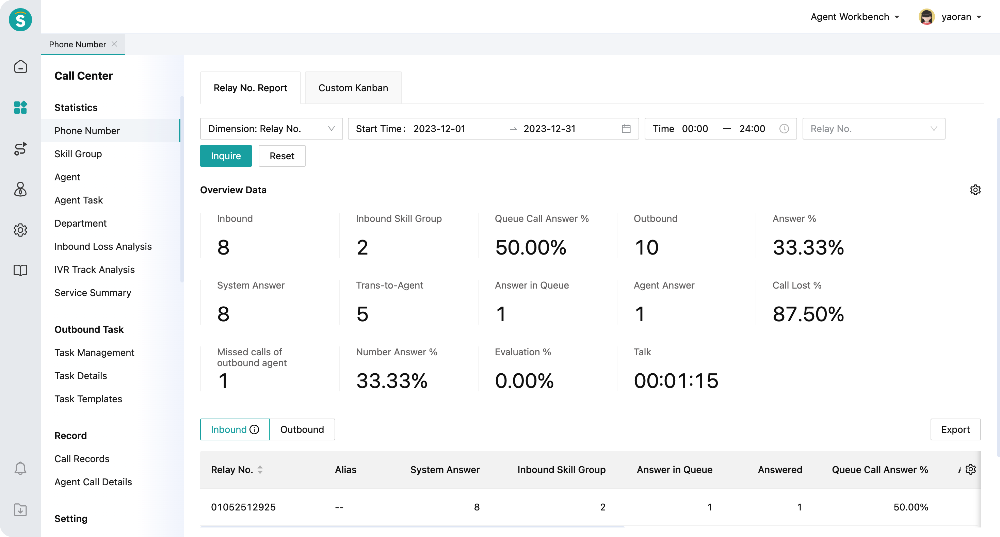 S
Agent Workbench
yaoran
Phone Number
Call Center
Statistics
Phone Number
Skill Group
Agent
Agent Task
Department
Inbound Loss Analysis
IVR Track Analysis
Service Summary
Outbound Task
Task Management
Task Details
Task Templates
Record
Call Records
Agent Call Details
Setting
Relay No. Report
Custom Kanban
Dimension: Relay No.
Start Time: 2023-12-01 → 2023-12-31
Time 00:00 — 24:00
Relay No.
Inquire
Reset
Overview Data
Inbound
8
Inbound Skill Group
2
Queue Call Answer %
50.00%
Outbound
10
Answer %
33.33%
System Answer
8
Trans-to-Agent
5
Answer in Queue
1
Agent Answer
1
Call Lost %
87.50%
Missed calls of
outbound agent
1
Number Answer %
33.33%
Evaluation %
0.00%
Talk
00:01:15
Inbound
Outbound
Export
Relay No. Alias System Answer Inbound Skill Group Answer in Queue Answered Queue Call Answer %
01052512925 -- 8 2 1 1 50.00%